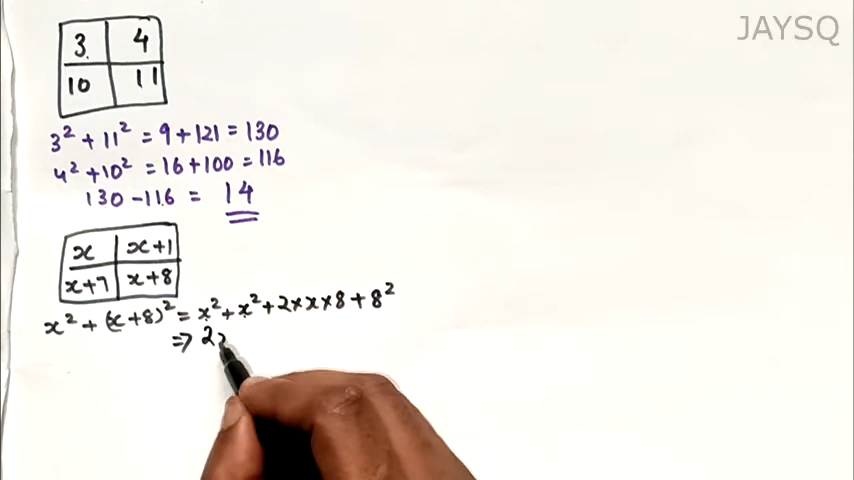 JAYSQ
3 4
10 11
3² + 11² = 9 + 121 = 130
4² + 10² = 16 + 100 = 116
130 - 116 = 14
x x+1
x+7 x+8
x² + (x+8)² = x² + x² + 2×x×8 + 8²
⇒ 2x